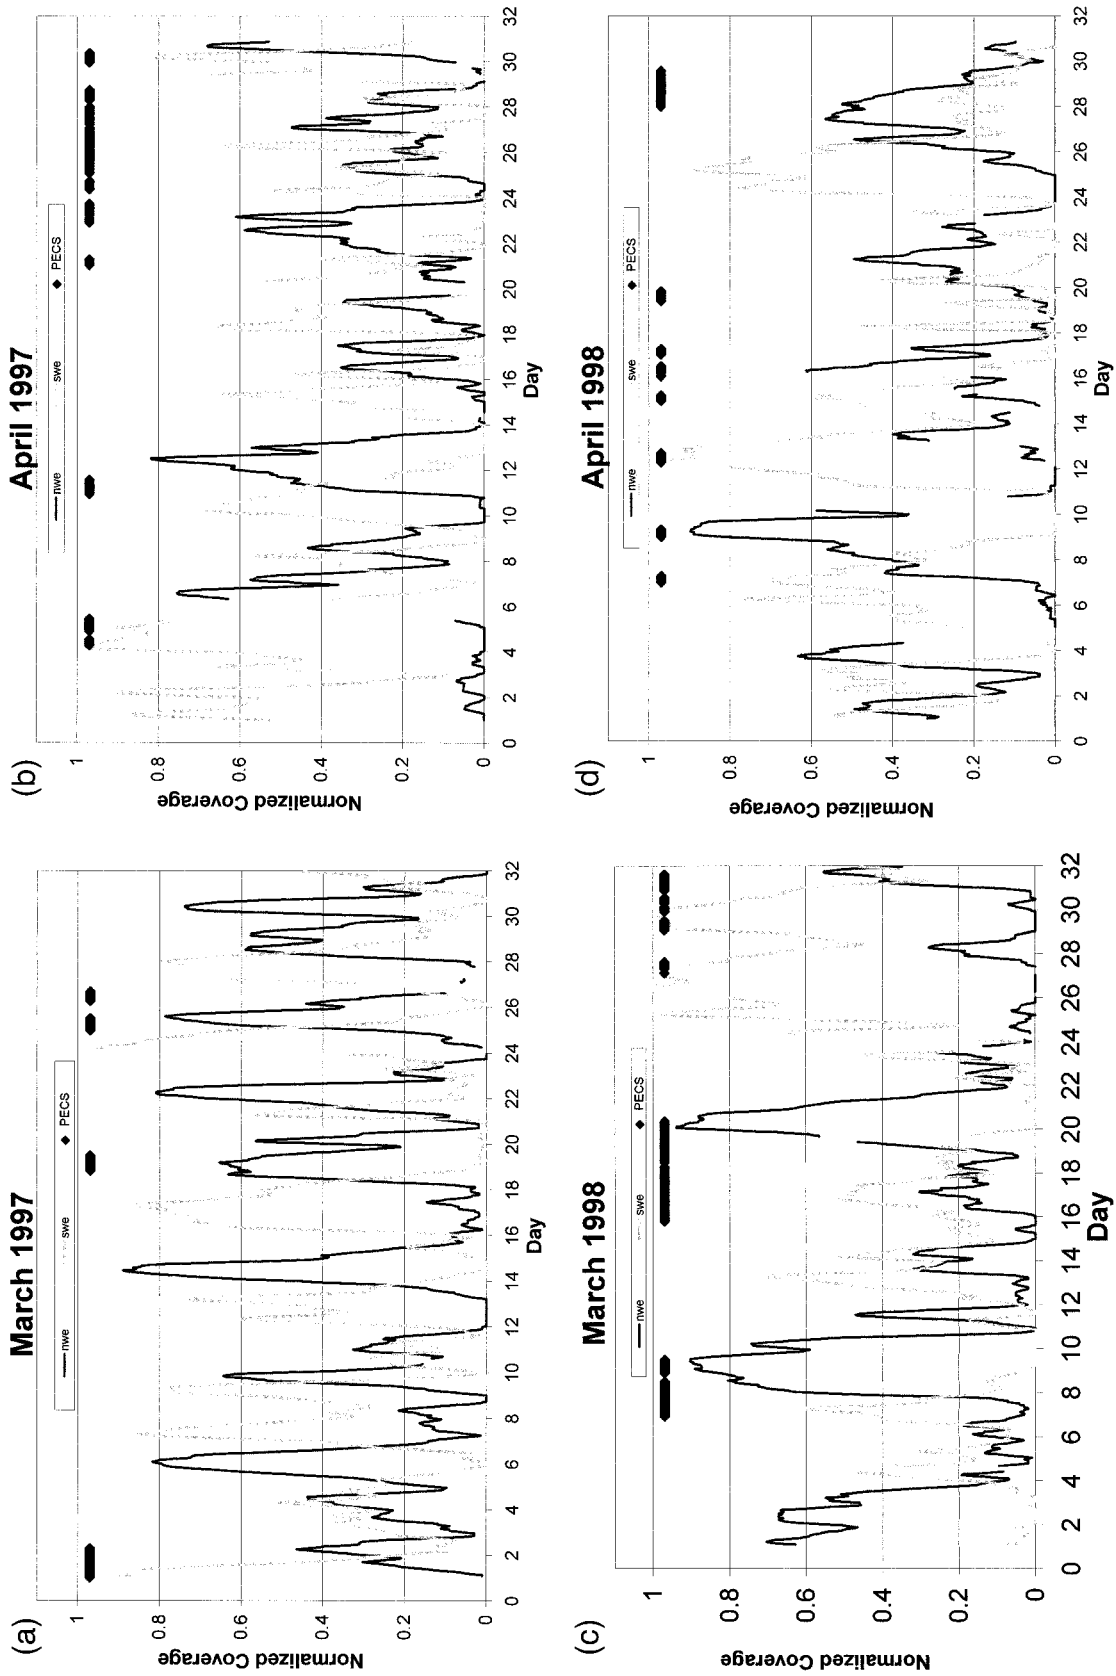 (a)
March 1997
nwe swe PECS
Normalized Coverage
1
0.8
0.6
0.4
0.2
0
0 2 4 6 8 10 12 14 16 18 20 22 24 26 28 30 32
Day
(b)
April 1997
nwe swe PECS
Normalized Coverage
1
0.8
0.6
0.4
0.2
0
0 2 4 6 8 10 12 14 16 18 20 22 24 26 28 30 32
Day
(c)
March 1998
nwe swe PECS
Normalized Coverage
1
0.8
0.6
0.4
0.2
0
0 2 4 6 8 10 12 14 16 18 20 22 24 26 28 30 32
Day
(d)
April 1998
nwe swe PECS
Normalized Coverage
1
0.8
0.6
0.4
0.2
0
0 2 4 6 8 10 12 14 16 18 20 22 24 26 28 30 32
Day